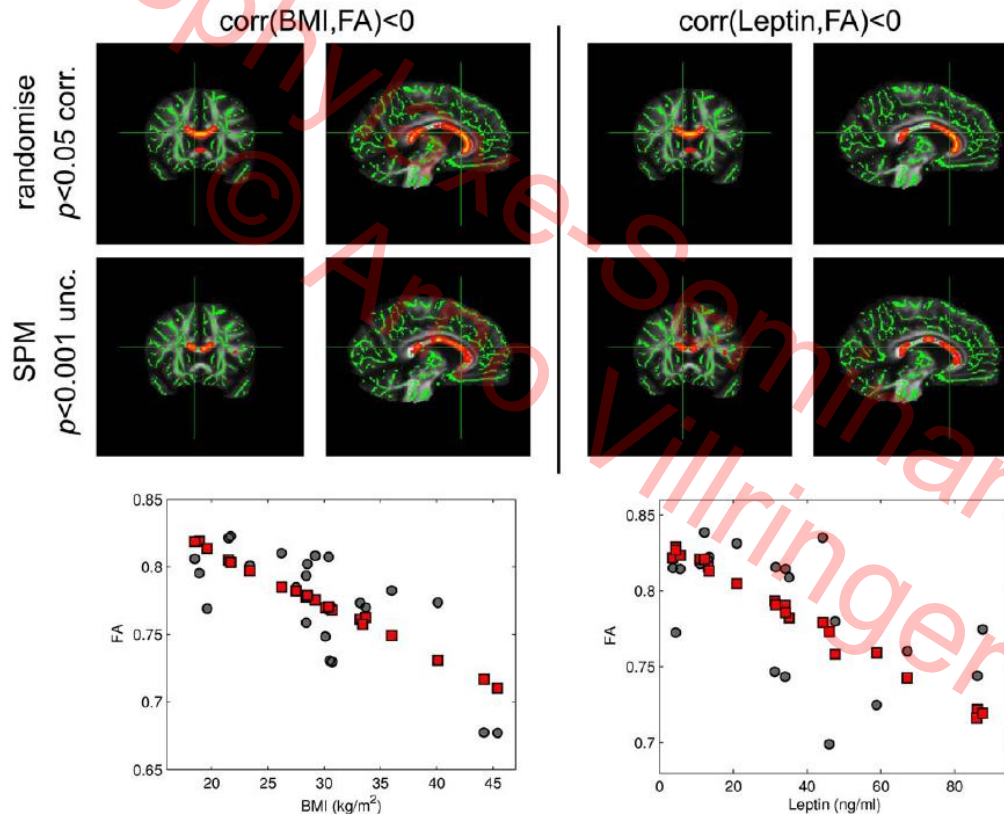 corr(BMI,FA)<0
corr(Leptin,FA)<0
randomise
p<0.05 corr.
SPM
p<0.001 unc.
0.85
0.8
0.75
0.7
0.65
FA
20
25
30
35
40
45
BMI (kg/m²)
0.85
0.8
0.75
0.7
FA
0
20
40
60
80
Leptin (ng/ml)
© Arno Villringer